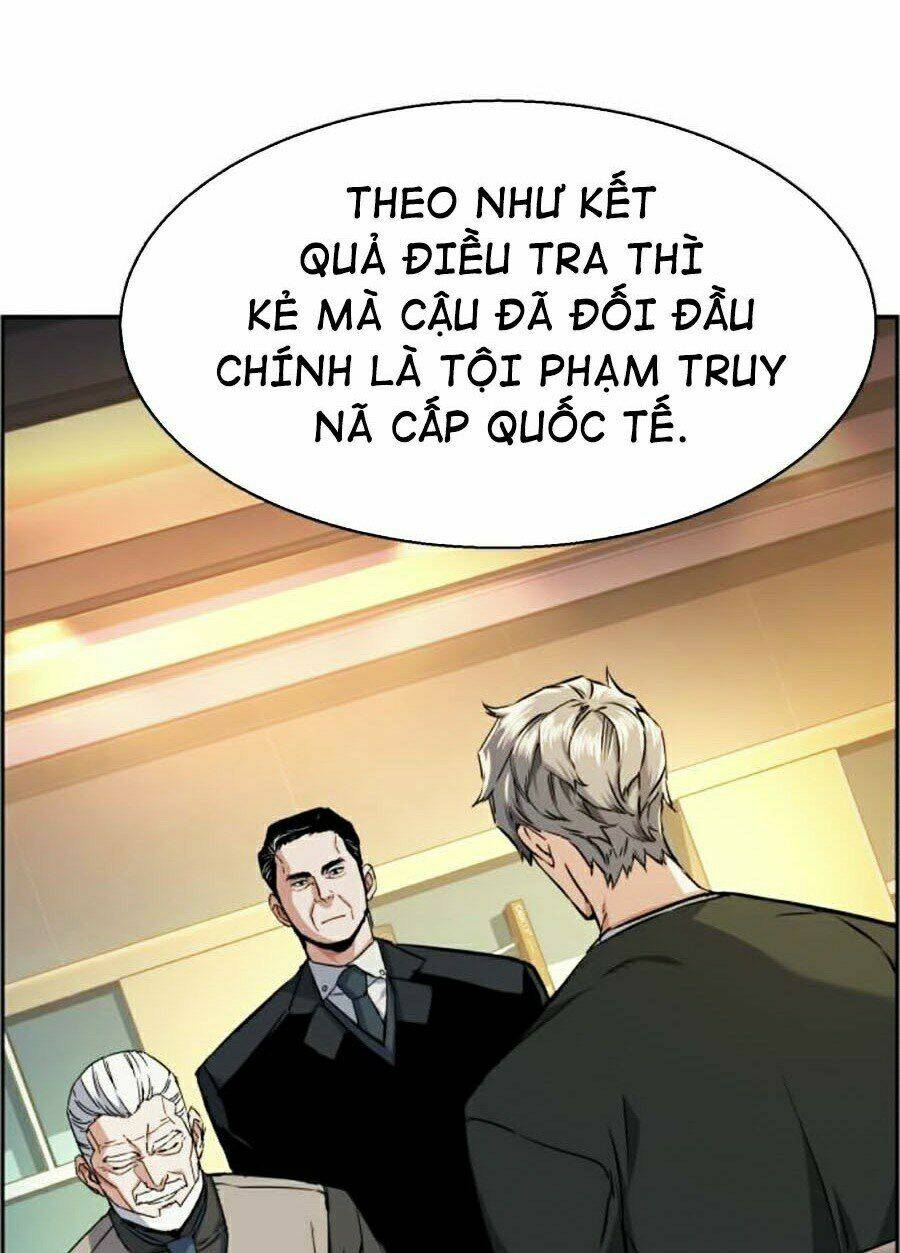 THEO NHƯ KẾT
QUẢ ĐIỀU TRA THÌ
KẺ MÀ CẬU ĐÃ ĐỐI ĐẦU
CHÍNH LÀ TỘI PHẠM TRUY
NÃ CẤP QUỐC TẾ.